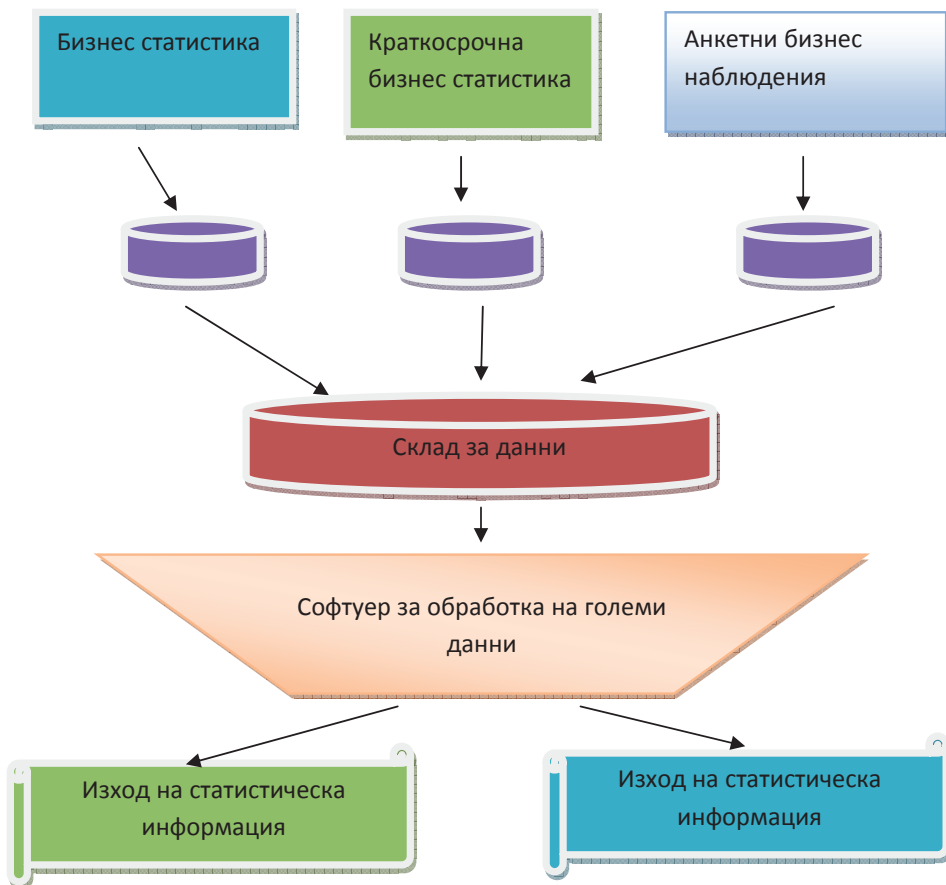 Бизнес статистика
Краткосрочна
бизнес статистика
Анкетни бизнес
наблюдения
Склад за данни
Софтуер за обработка на големи
данни
Изход на статистическа
информация
Изход на статистическа
информация